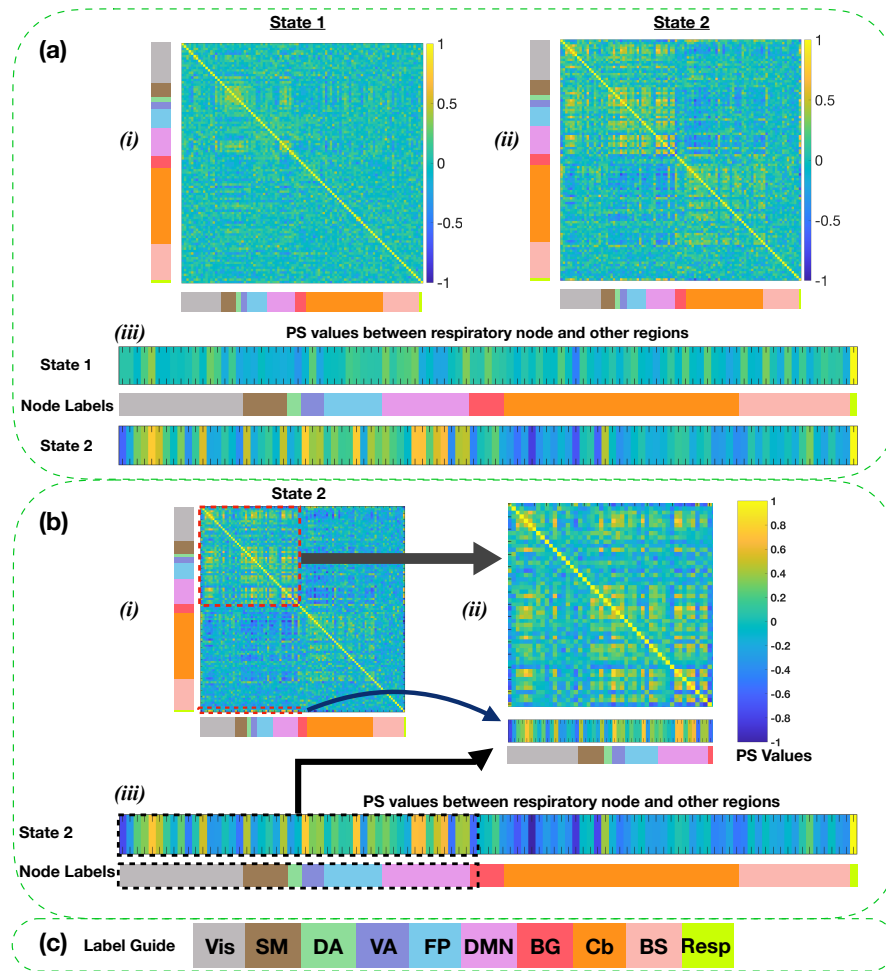 State 1
State 2
(a)
(i)
1
0.5
0
-0.5
-1
(ii)
1
0.5
0
-0.5
-1
(iii)
PS values between respiratory node and other regions
State 1
Node Labels
State 2
(b)
State 2
(i)
(ii)
1
0.8
0.6
0.4
0.2
0
-0.2
-0.4
-0.6
-0.8
-1
PS Values
(iii)
PS values between respiratory node and other regions
State 2
Node Labels
(c) Label Guide Vis SM DA VA FP DMN BG Cb BS Resp